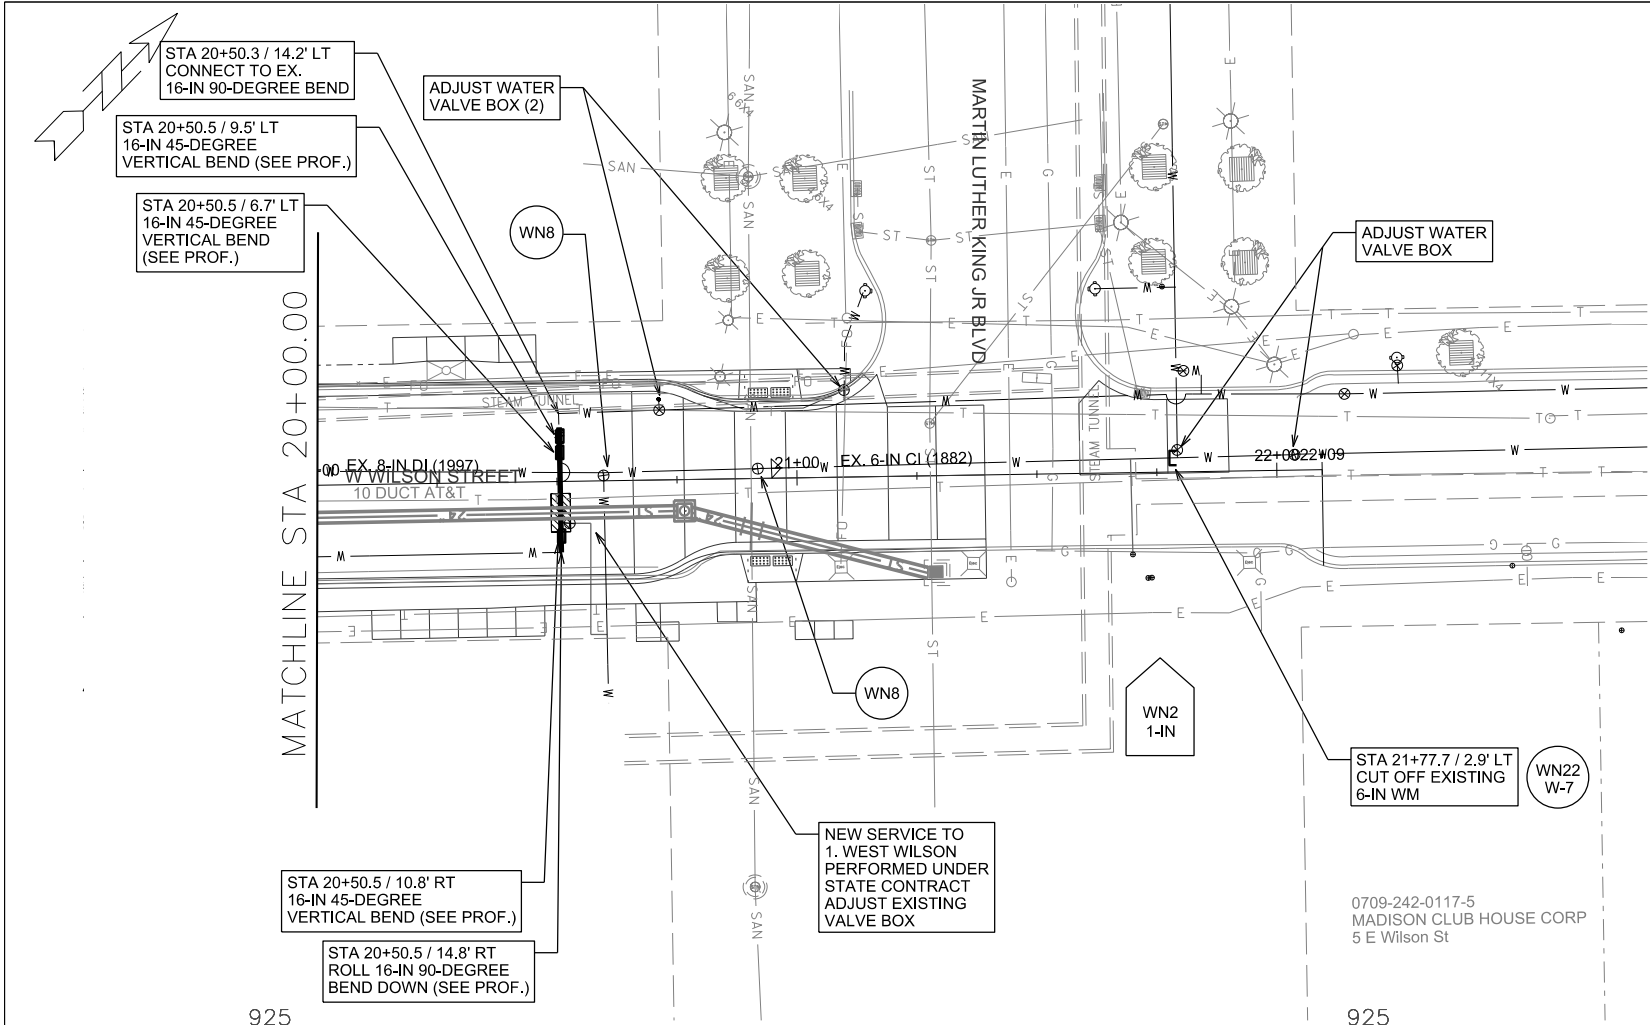 STA 20+50.3 / 14.2' LT
CONNECT TO EX.
16-IN 90-DEGREE BEND
STA 20+50.5 / 9.5' LT
16-IN 45-DEGREE
VERTICAL BEND (SEE PROF.)
STA 20+50.5 / 6.7' LT
16-IN 45-DEGREE
VERTICAL BEND
(SEE PROF.)
ADJUST WATER
VALVE BOX (2)
WN8
MARTIN LUTHER KING JR BLVD
ADJUST WATER
VALVE BOX
MATCHLINE STA 20+00.00
STEAM TUNNEL
STEAM TUNNEL
EX. 8-IN DI (1997)
W WILSON STREET
10 DUCT AT&T
21+00
EX. 6-IN CI (1882)
22+00
22+09
WN8
WN2
1-IN
STA 21+77.7 / 2.9' LT
CUT OFF EXISTING
6-IN WM
WN22
W-7
NEW SERVICE TO
1. WEST WILSON
PERFORMED UNDER
STATE CONTRACT
ADJUST EXISTING
VALVE BOX
STA 20+50.5 / 10.8' RT
16-IN 45-DEGREE
VERTICAL BEND (SEE PROF.)
STA 20+50.5 / 14.8' RT
ROLL 16-IN 90-DEGREE
BEND DOWN (SEE PROF.)
0709-242-0117-5
MADISON CLUB HOUSE CORP
5 E Wilson St
925
925